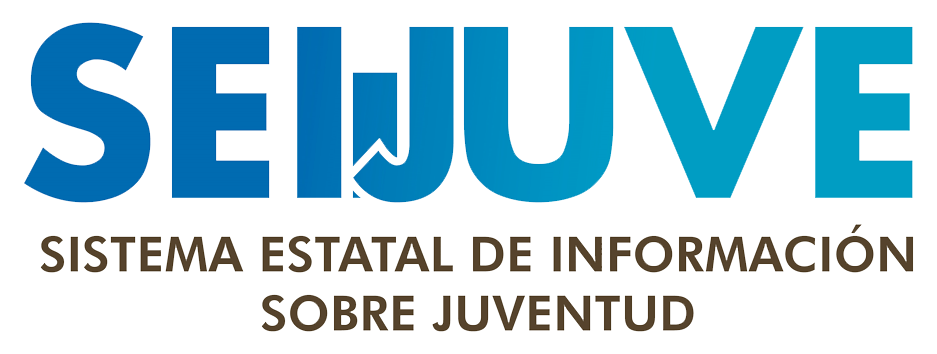 SEIJUVE
SISTEMA ESTATAL DE INFORMACIÓN
SOBRE JUVENTUD